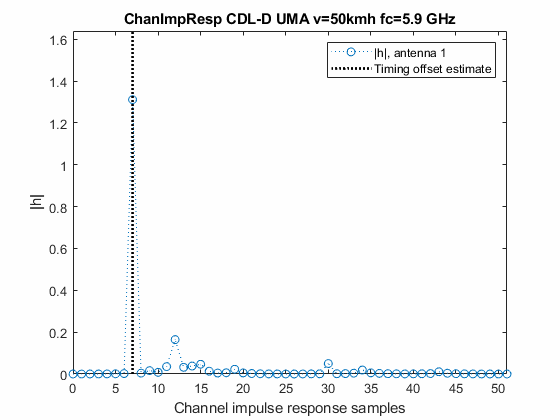 ChanImpResp CDL-D UMA v=50kmh fc=5.9 GHz
|h|, antenna 1
Timing offset estimate
1.6
1.4
1.2
1
0.8
0.6
0.4
0.2
0
|h|
0 5 10 15 20 25 30 35 40 45 50
Channel impulse response samples